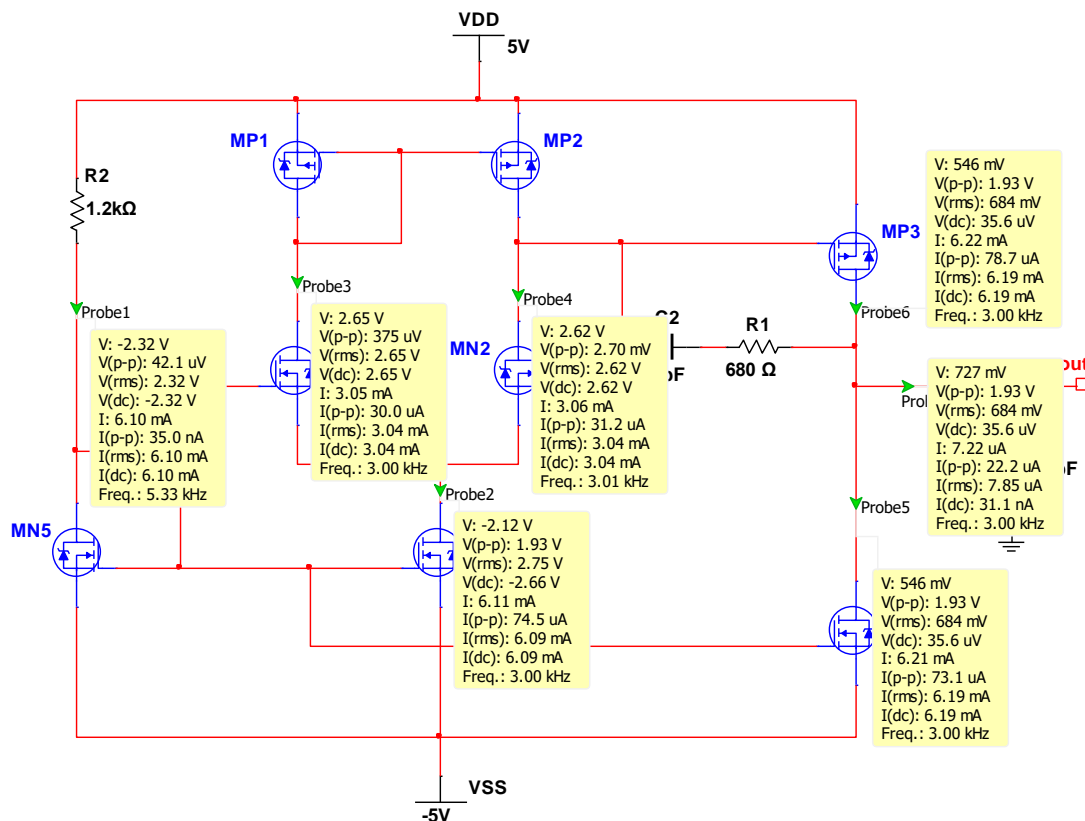 VDD
5V
MP1
MP2
R2
1.2kΩ
MP3
V: 546 mV
V(p-p): 1.93 V
V(rms): 684 mV
V(dc): 35.6 uV
I: 6.22 mA
I(p-p): 78.7 uA
I(rms): 6.19 mA
I(dc): 6.19 mA
Freq.: 3.00 kHz
Probe1
V: -2.32 V
V(p-p): 42.1 uV
V(rms): 2.32 V
V(dc): -2.32 V
I: 6.10 mA
I(p-p): 35.0 nA
I(rms): 6.10 mA
I(dc): 6.10 mA
Freq.: 5.33 kHz
Probe3
V: 2.65 V
V(p-p): 375 uV
V(rms): 2.65 V
V(dc): 2.65 V
I: 3.05 mA
I(p-p): 30.0 uA
I(rms): 3.04 mA
I(dc): 3.04 mA
Freq.: 3.00 kHz
Probe4
MN2
V: 2.62 V
V(p-p): 2.70 mV
V(rms): 2.62 V
V(dc): 2.62 V
I: 3.06 mA
I(p-p): 31.2 uA
I(rms): 3.04 mA
I(dc): 3.04 mA
Freq.: 3.01 kHz
R1
680 Ω
Probe6
V: 727 mV
V(p-p): 1.93 V
V(rms): 684 mV
V(dc): 35.6 uV
I: 7.22 uA
I(p-p): 22.2 uA
I(rms): 7.85 uA
I(dc): 31.1 nA
Freq.: 3.00 kHz
MN5
Probe2
V: -2.12 V
V(p-p): 1.93 V
V(rms): 2.75 V
V(dc): -2.66 V
I: 6.11 mA
I(p-p): 74.5 uA
I(rms): 6.09 mA
I(dc): 6.09 mA
Freq.: 3.00 kHz
Probe5
V: 546 mV
V(p-p): 1.93 V
V(rms): 684 mV
V(dc): 35.6 uV
I: 6.21 mA
I(p-p): 73.1 uA
I(rms): 6.19 mA
I(dc): 6.19 mA
Freq.: 3.00 kHz
VSS
-5V